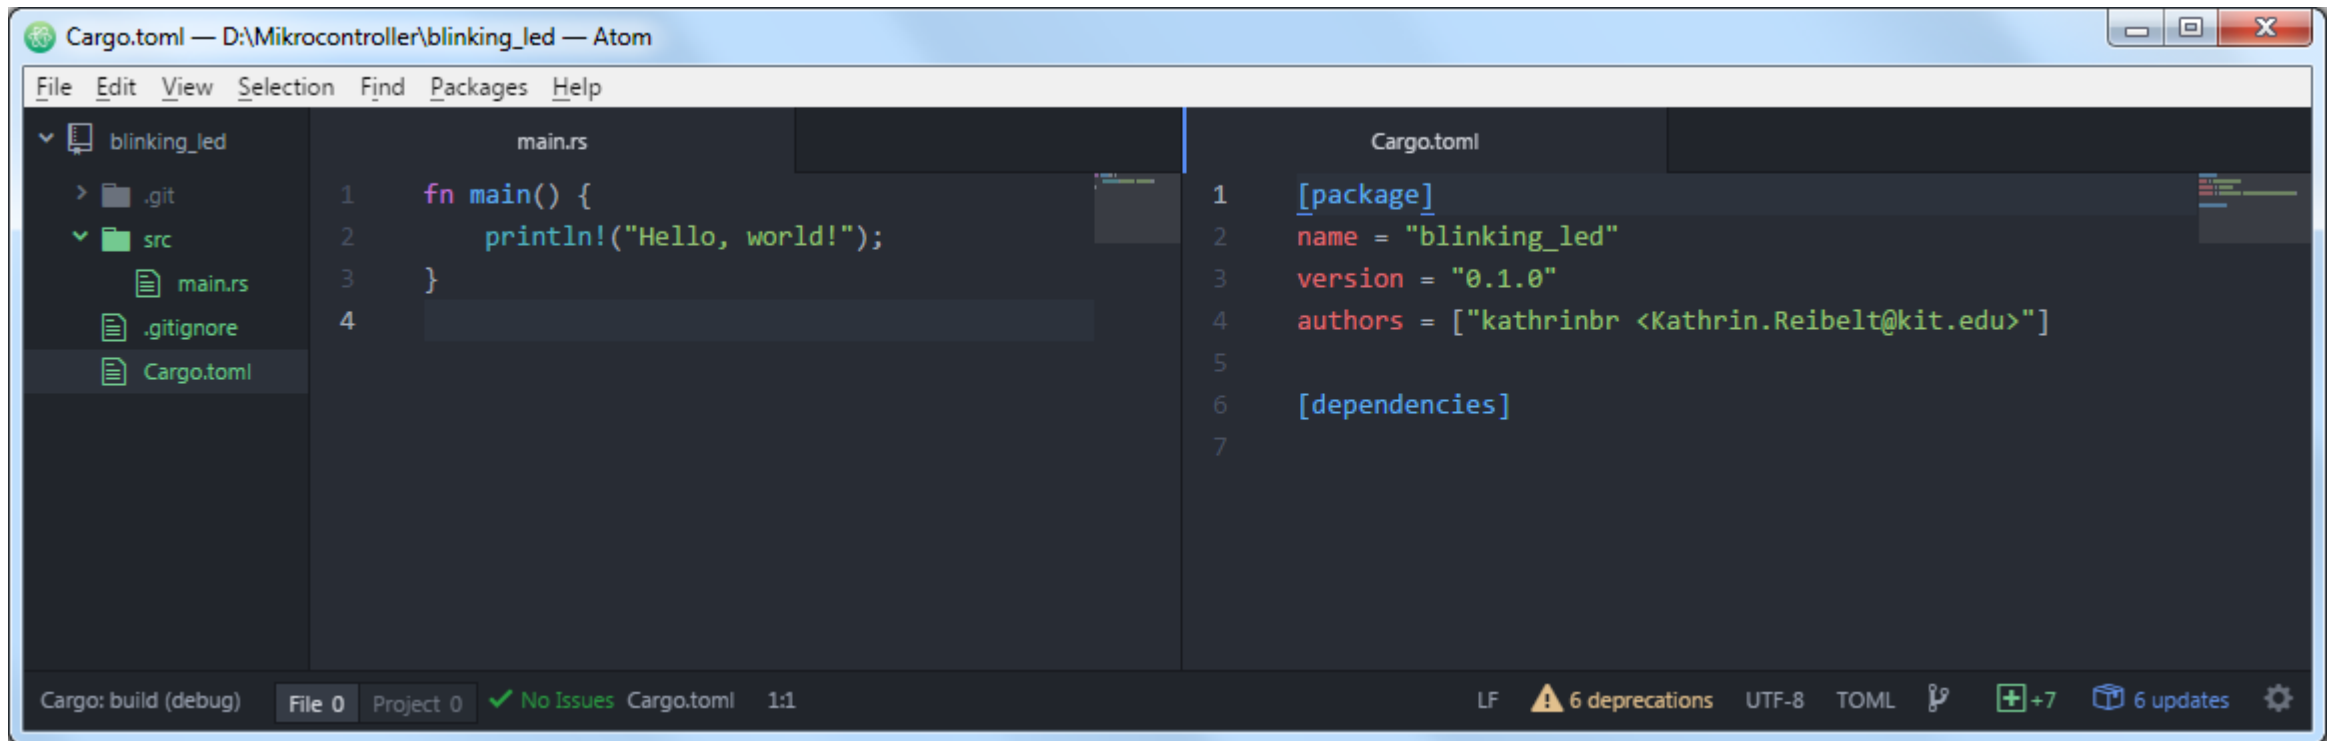 Cargo.toml — D:\Mikrocontroller\blinking_led — Atom
File Edit View Selection Find Packages Help
blinking_led
.git
src
main.rs
.gitignore
Cargo.toml
main.rs
1 fn main() {
2     println!("Hello, world!");
3 }
4
Cargo.toml
1 [package]
2 name = "blinking_led"
3 version = "0.1.0"
4 authors = ["kathrinbr <Kathrin.Reibelt@kit.edu>"]
5
6 [dependencies]
7
Cargo: build (debug) File 0 Project 0 No Issues Cargo.toml 1:1 LF 6 deprecations UTF-8 TOML +7 6 updates